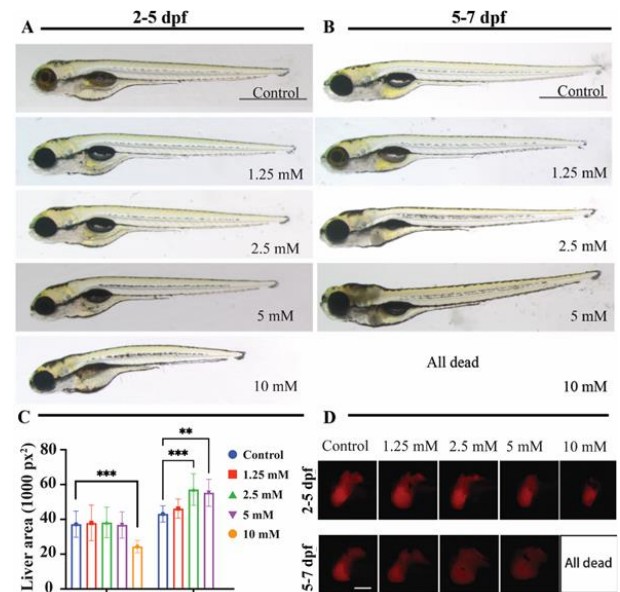 A
2-5 dpf
Control
1.25 mM
2.5 mM
5 mM
10 mM
B
5-7 dpf
Control
1.25 mM
2.5 mM
5 mM
All dead
10 mM
C
Liver area (1000 px²)
80
60
40
20
0
***
***
**
Control
1.25 mM
2.5 mM
5 mM
10 mM
D
Control 1.25 mM 2.5 mM 5 mM 10 mM
2-5 dpf
5-7 dpf
All dead